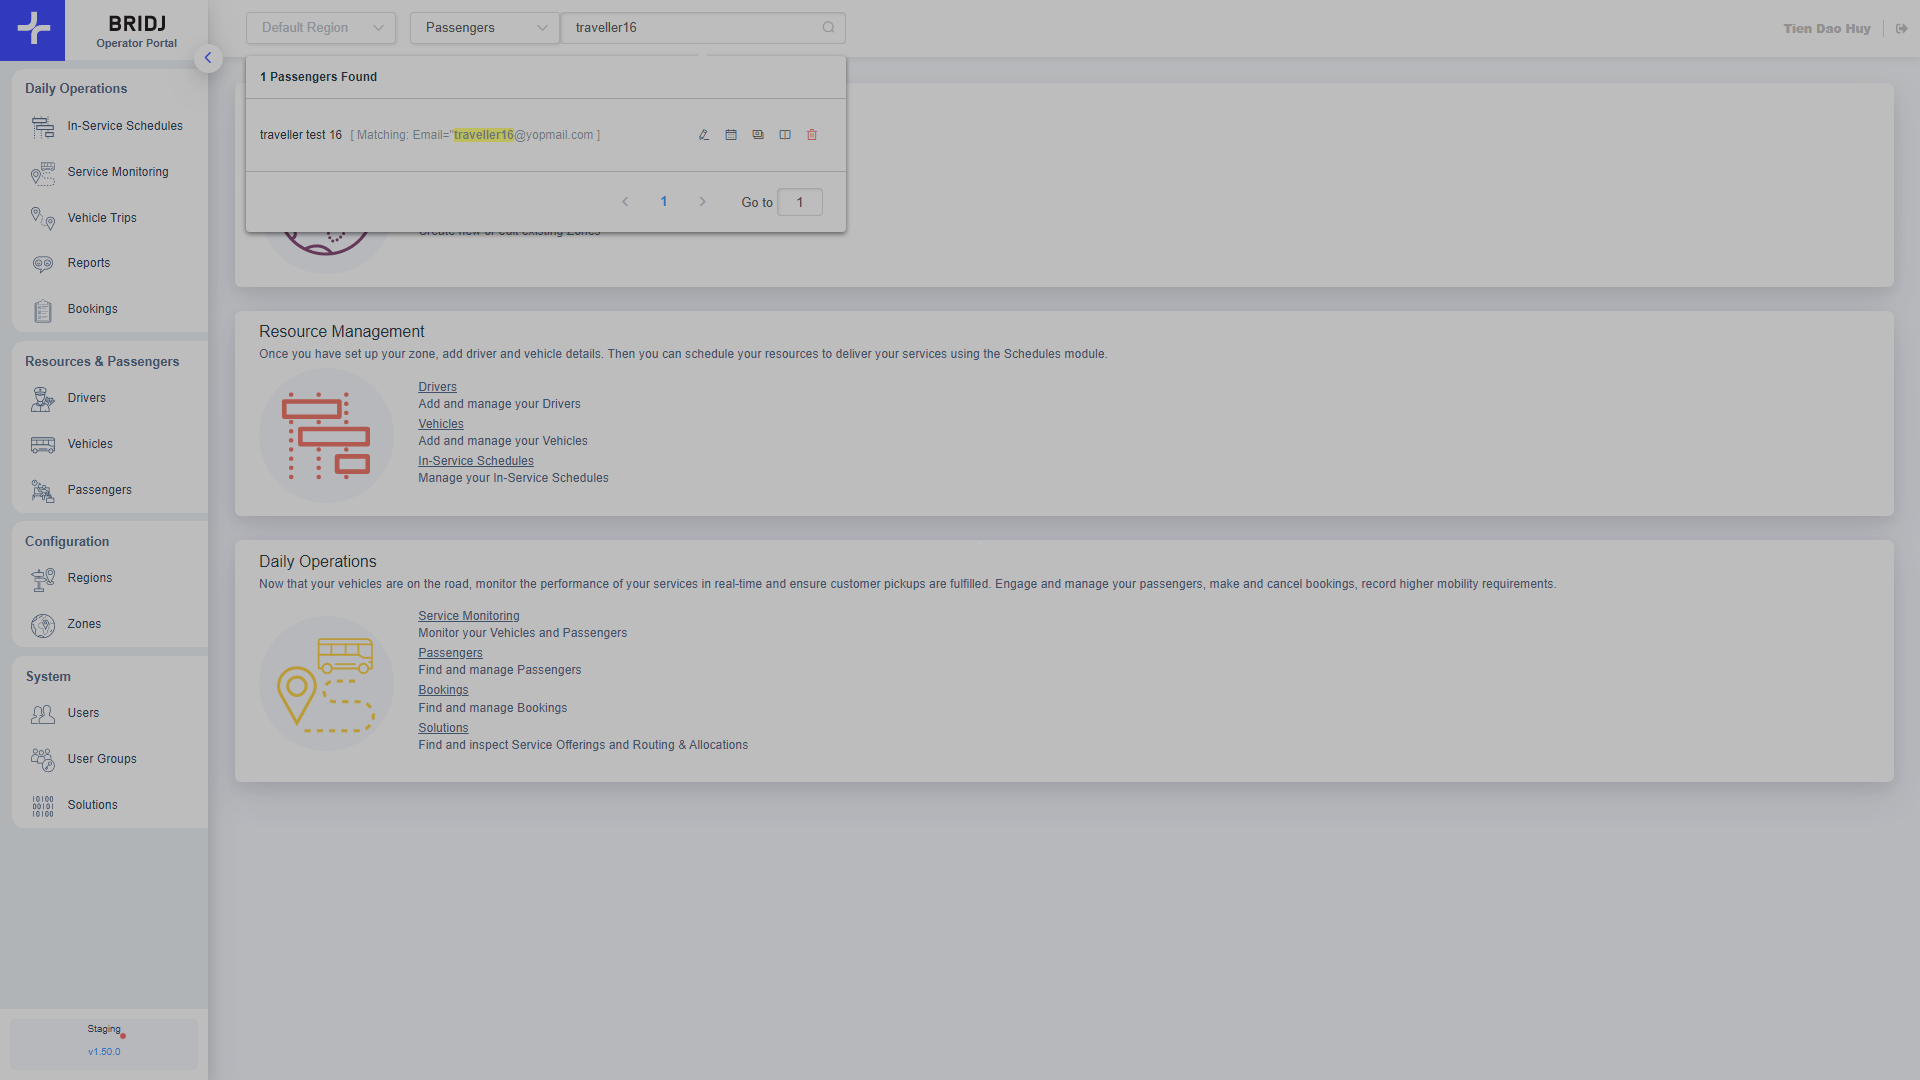 BRIDJ
Operator Portal
Default Region
Passengers
traveller16
Tien Dao Huy
1 Passengers Found
traveller test 16 [ Matching: Email="traveller16@yopmail.com ]
1
Go to 1
Create new or edit existing Zones
Daily Operations
In-Service Schedules
Service Monitoring
Vehicle Trips
Reports
Bookings
Resources & Passengers
Drivers
Vehicles
Passengers
Configuration
Regions
Zones
System
Users
User Groups
Solutions
Staging
v1.50.0
Resource Management
Once you have set up your zone, add driver and vehicle details. Then you can schedule your resources to deliver your services using the Schedules module.
Drivers
Add and manage your Drivers
Vehicles
Add and manage your Vehicles
In-Service Schedules
Manage your In-Service Schedules
Daily Operations
Now that your vehicles are on the road, monitor the performance of your services in real-time and ensure customer pickups are fulfilled. Engage and manage your passengers, make and cancel bookings, record higher mobility requirements.
Service Monitoring
Monitor your Vehicles and Passengers
Passengers
Find and manage Passengers
Bookings
Find and manage Bookings
Solutions
Find and inspect Service Offerings and Routing & Allocations